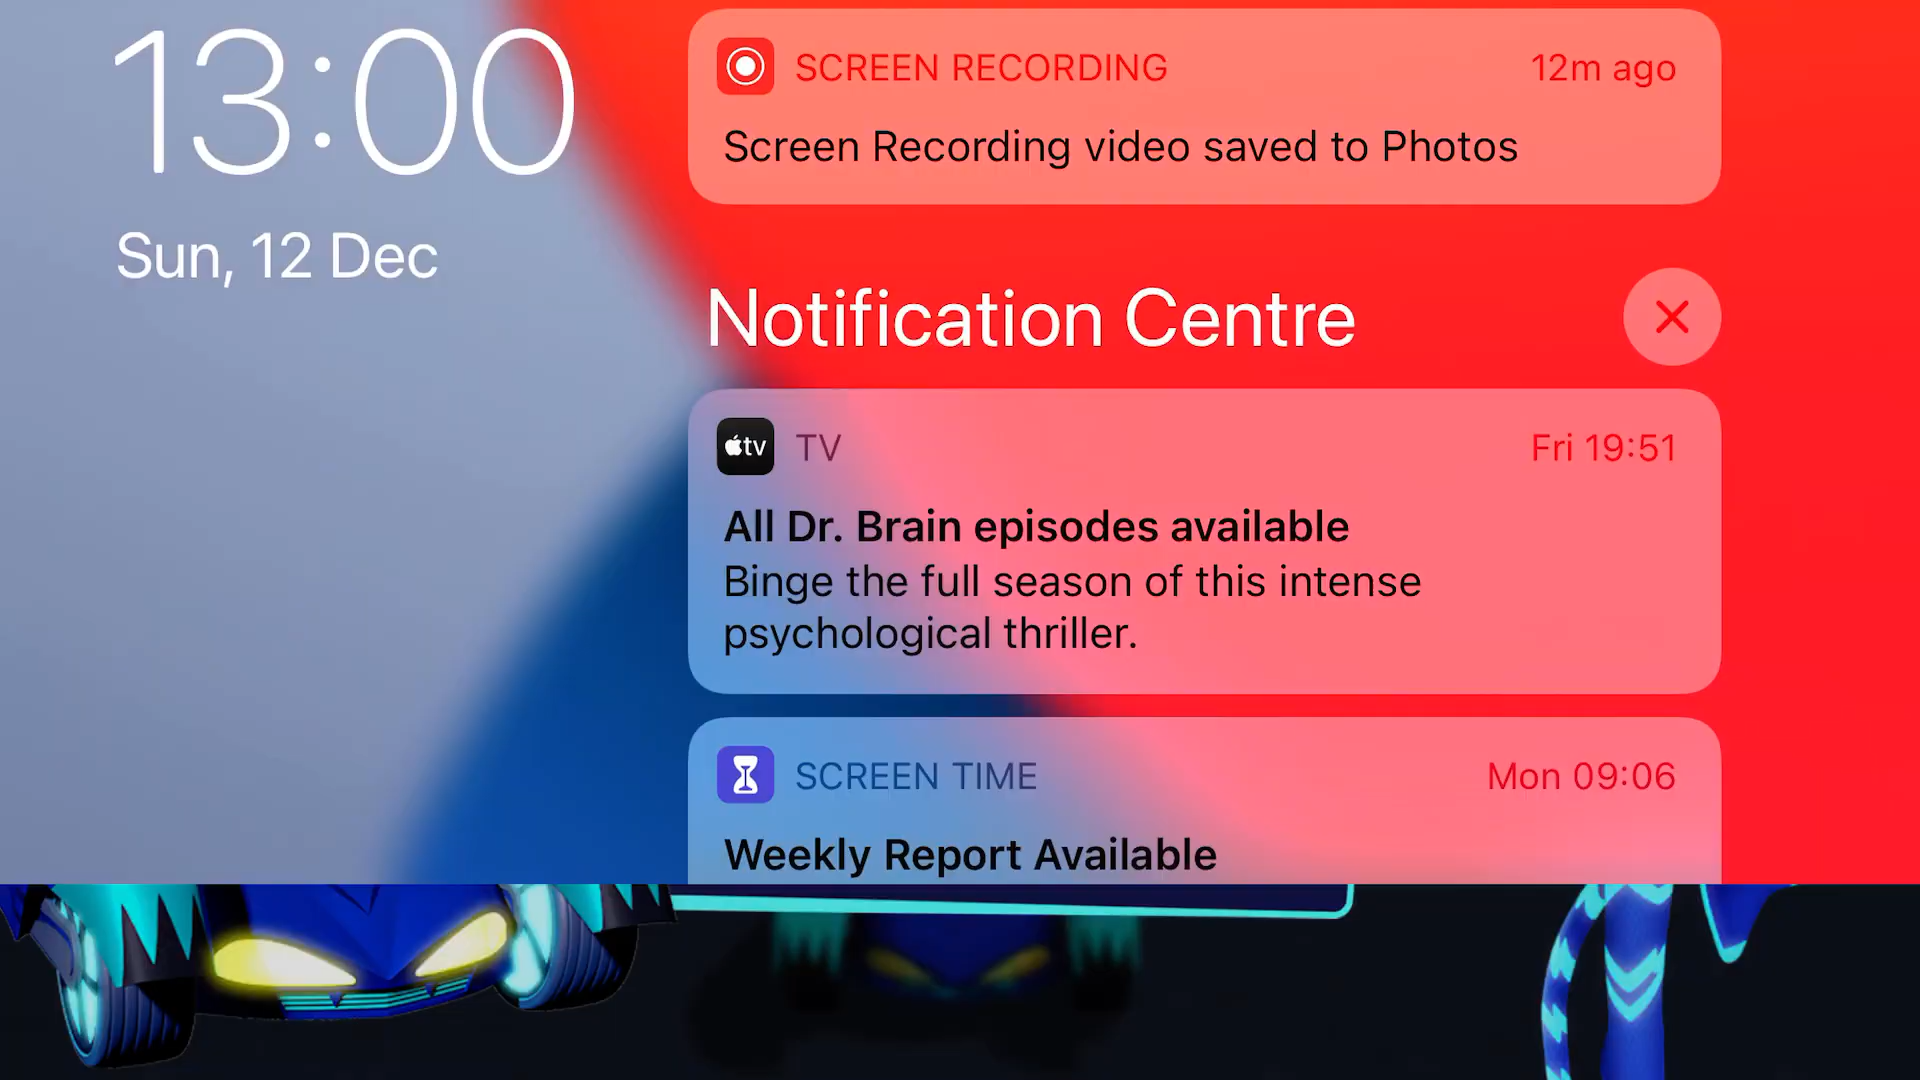 13:00
Sun, 12 Dec
SCREEN RECORDING
12m ago
Screen Recording video saved to Photos
Notification Centre
tv
TV
Fri 19:51
All Dr. Brain episodes available
Binge the full season of this intense
psychological thriller.
SCREEN TIME
Mon 09:06
Weekly Report Available